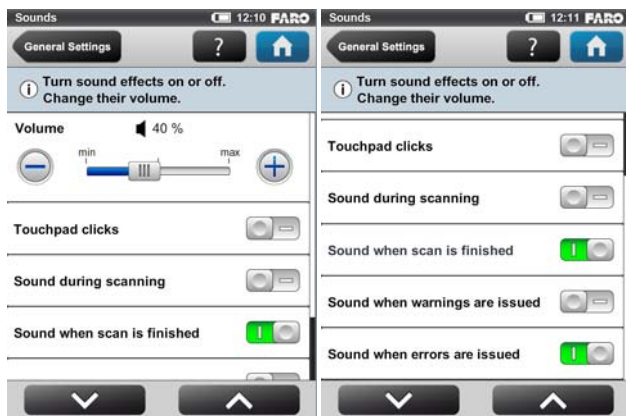 Sounds 12:10 FARO
General Settings ?
i Turn sound effects on or off.
Change their volume.
Volume 40 %
min max
Touchpad clicks
Sound during scanning
Sound when scan is finished
Sounds 12:11 FARO
General Settings ?
i Turn sound effects on or off.
Change their volume.
Touchpad clicks
Sound during scanning
Sound when scan is finished
Sound when warnings are issued
Sound when errors are issued